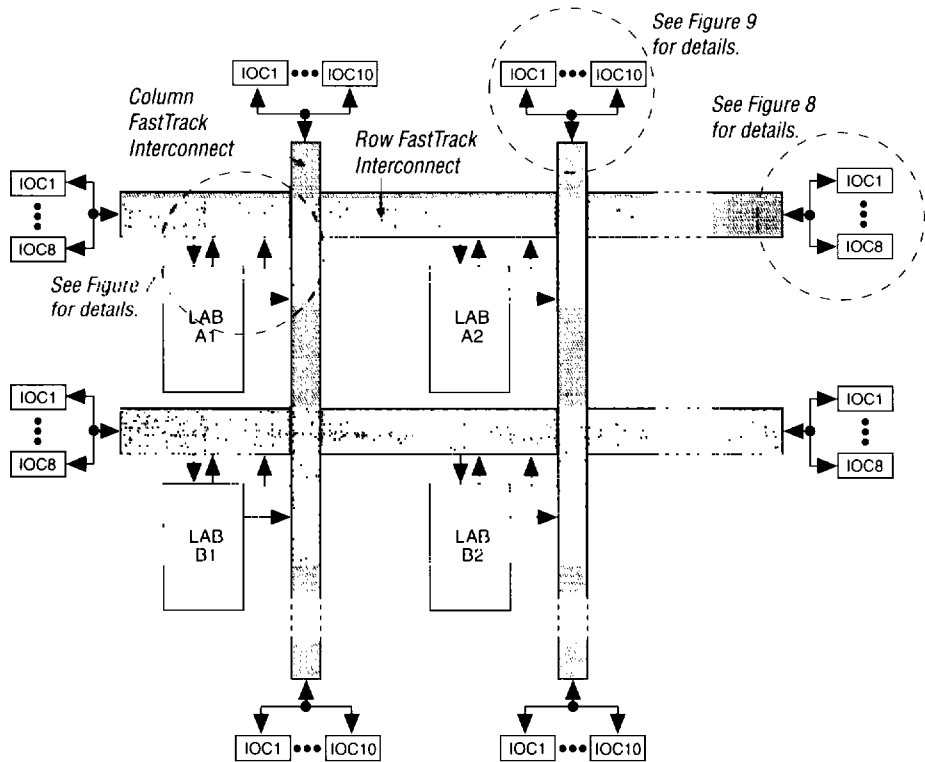 See Figure 9
for details.
IOC1 ••• IOC10
IOC1 ••• IOC10
Column
FastTrack
Interconnect
Row FastTrack
Interconnect
See Figure 8
for details.
IOC1
IOC8
IOC1
IOC8
See Figure
for details.
LAB
A1
LAB
A2
IOC1
IOC8
IOC1
IOC8
LAB
B1
LAB
B2
IOC1 ••• IOC10
IOC1 ••• IOC10